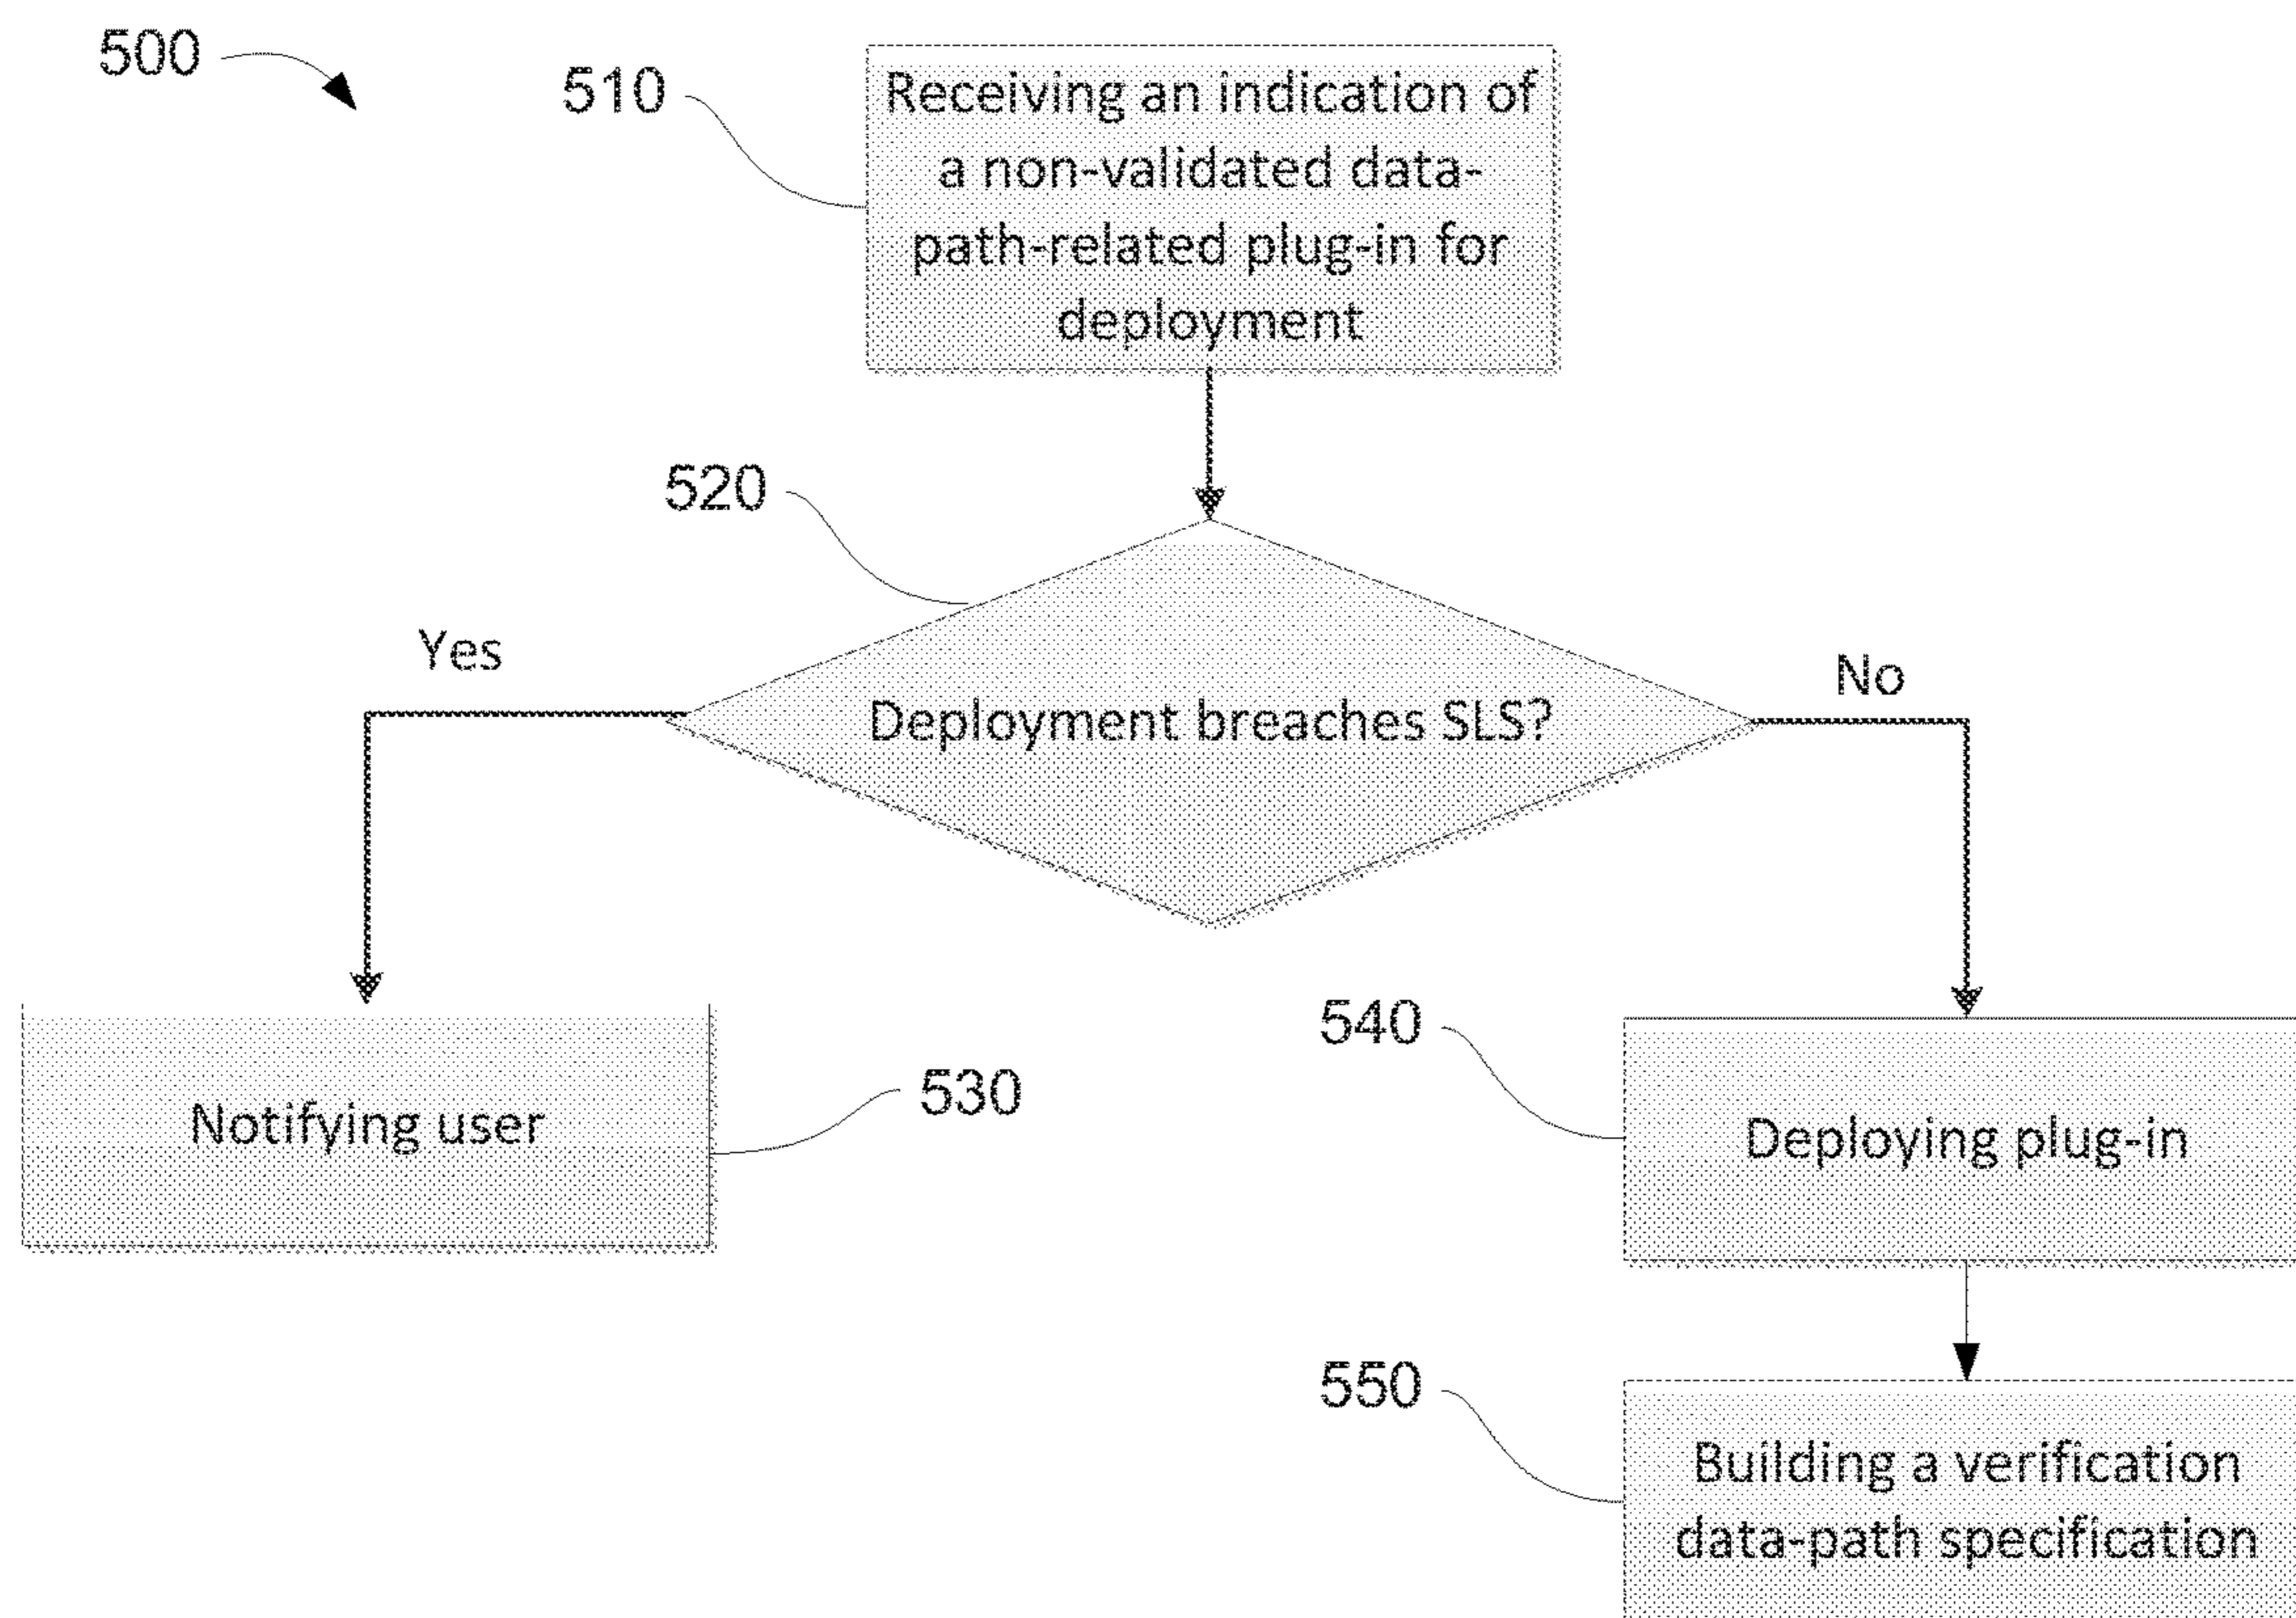 500
510
Receiving an indication of
a non-validated data-
path-related plug-in for
deployment
520
Yes
No
Deployment breaches SLS?
540
530
Notifying user
Deploying plug-in
550
Building a verification
data-path specification